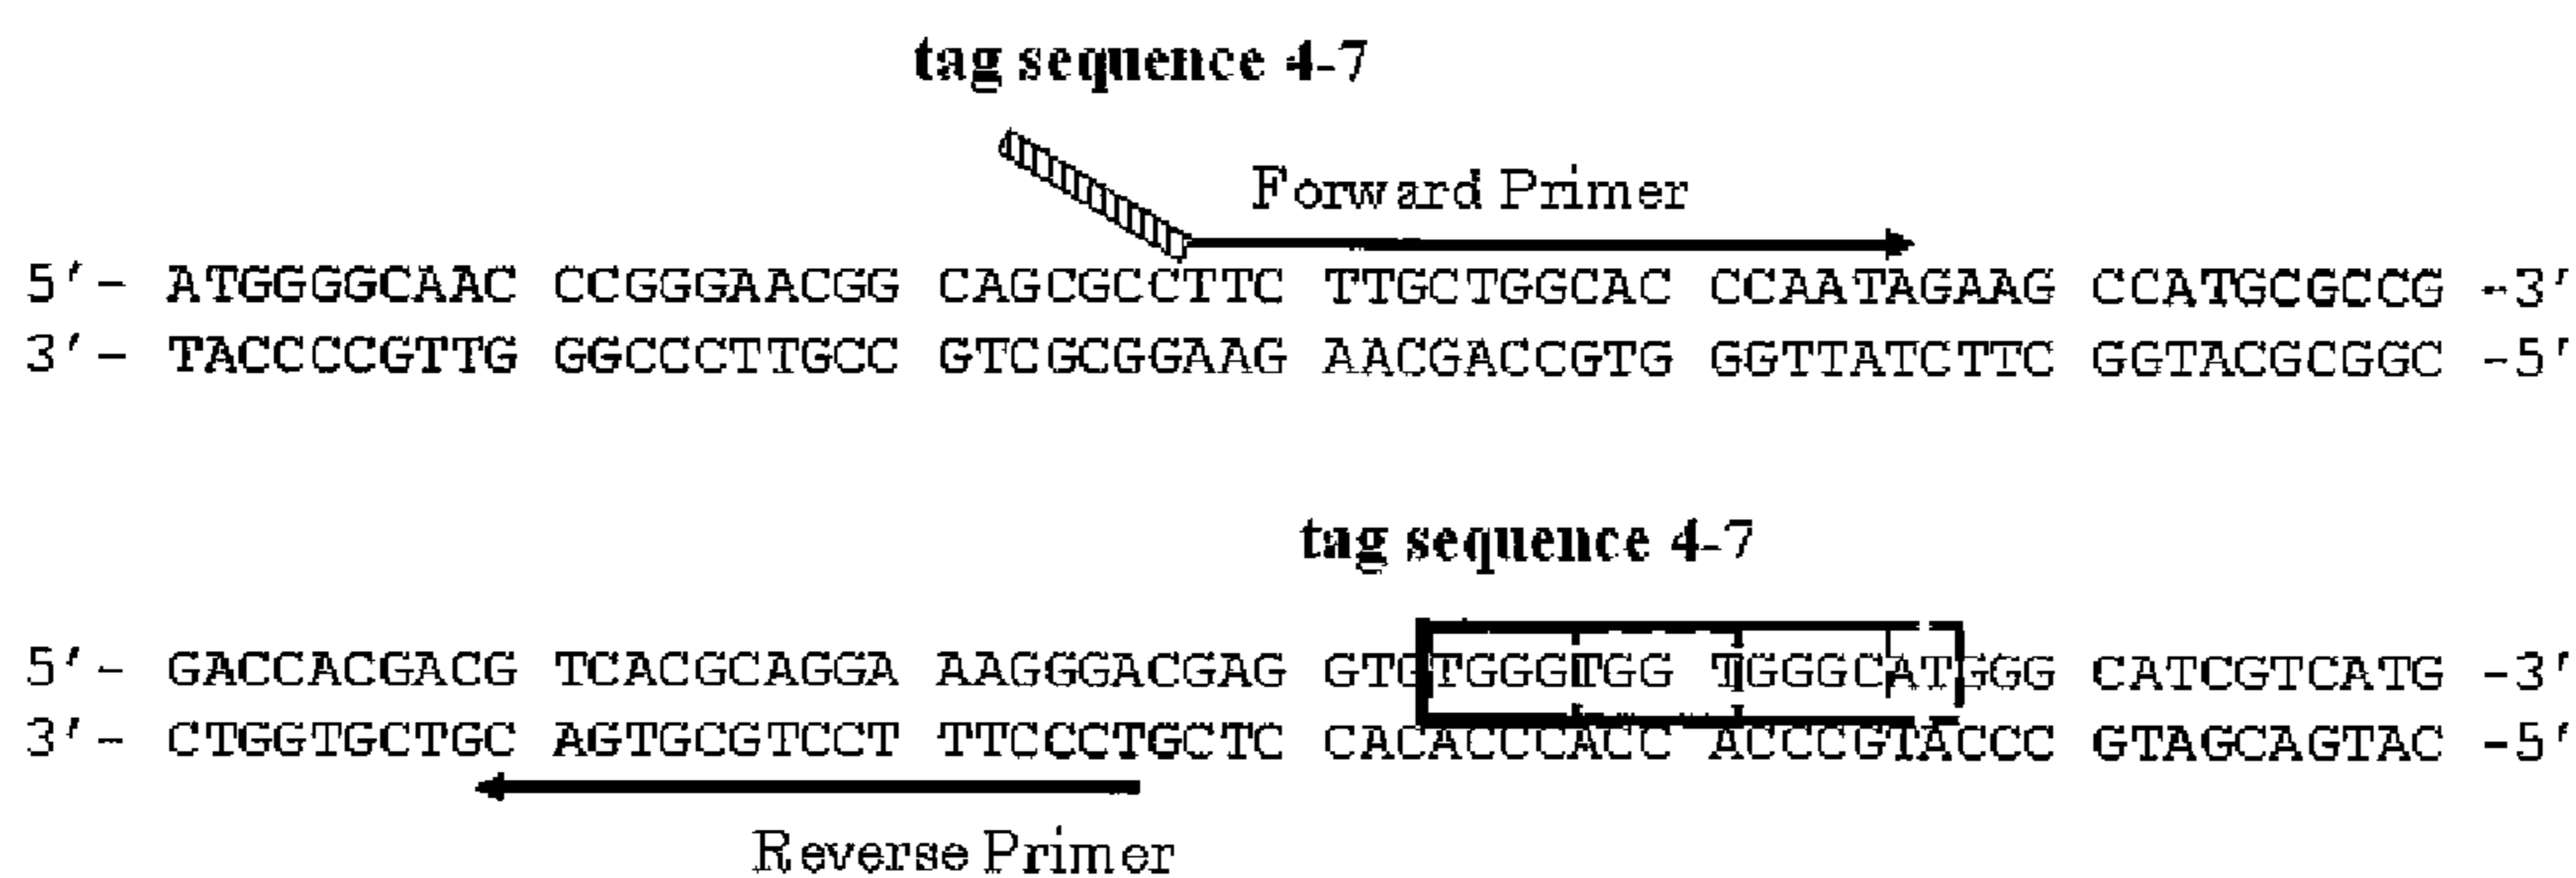 tag sequence 4-7
Forward Primer
5'- ATGGGGCAAC CCGGGAACGG CAGCGCCTTC TTGCTGGCAC CCAATAGAAG CCATGCGCCG -3'
3'- TACCCCGTTG GGCCCTTGCC GTCGCGGAAG AACGACCGTG GGTTATCTTC GGTACGCGGC -5'
tag sequence 4-7
5'- GACCACGACG TCACGCAGGA AAGGGACGAG GTGTGGGTGG TGGGCATGGG CATCGTCATG -3'
3'- CTGGTGCTGC AGTGCGTCCT TTCCCTGCTC CACACCCACC ACCCGTACCC GTAGCAGTAC -5'
Reverse Primer